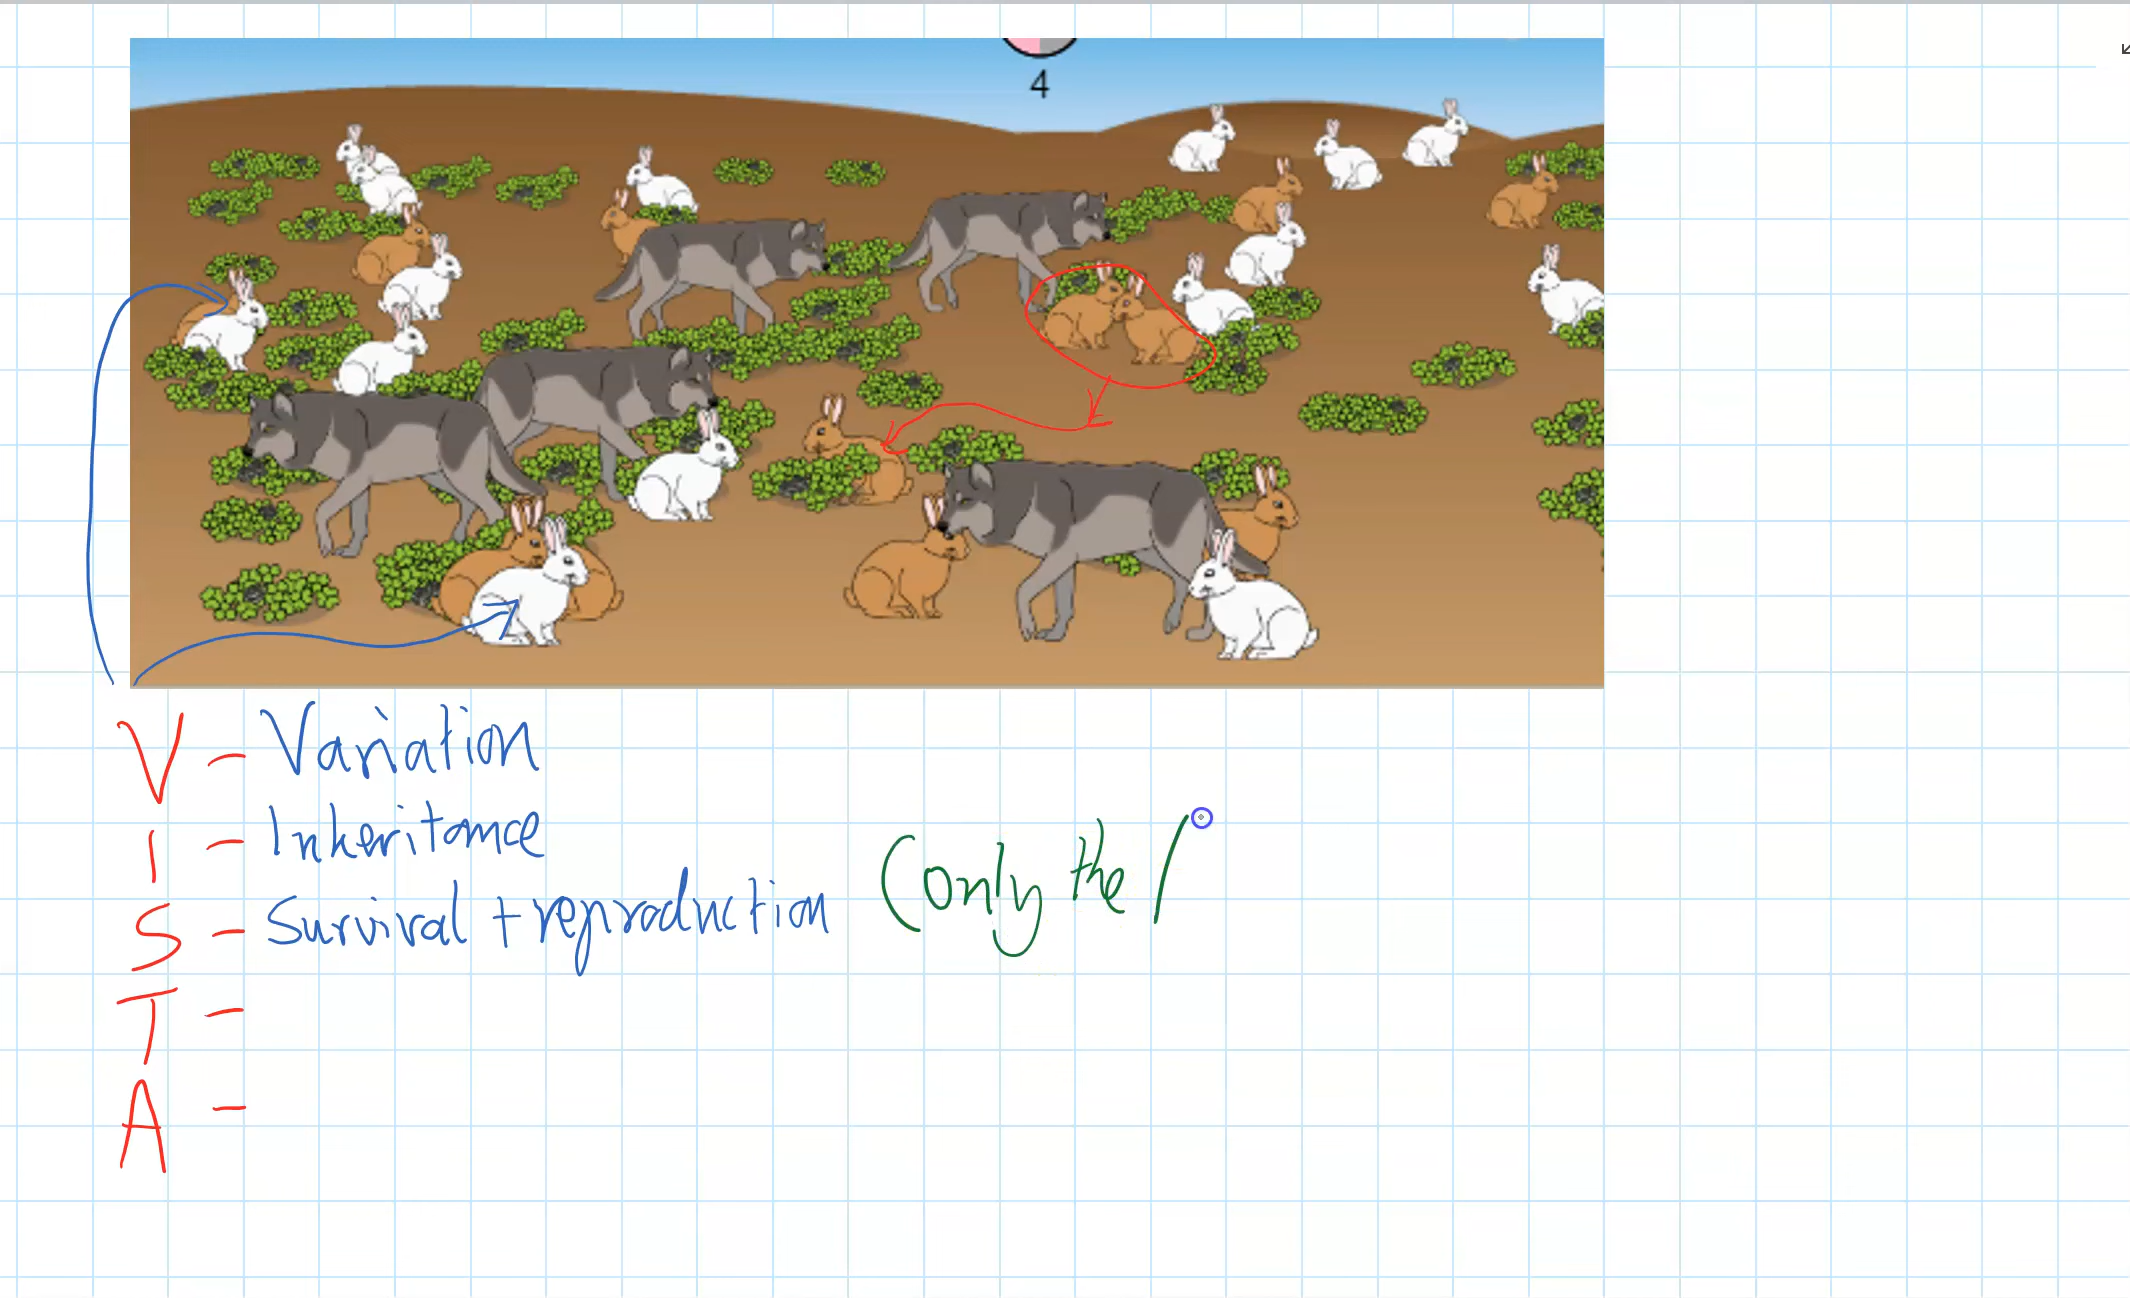 4
V - Variation
I - Inheritance
S - Survival + reproduction (only the
T -
A -